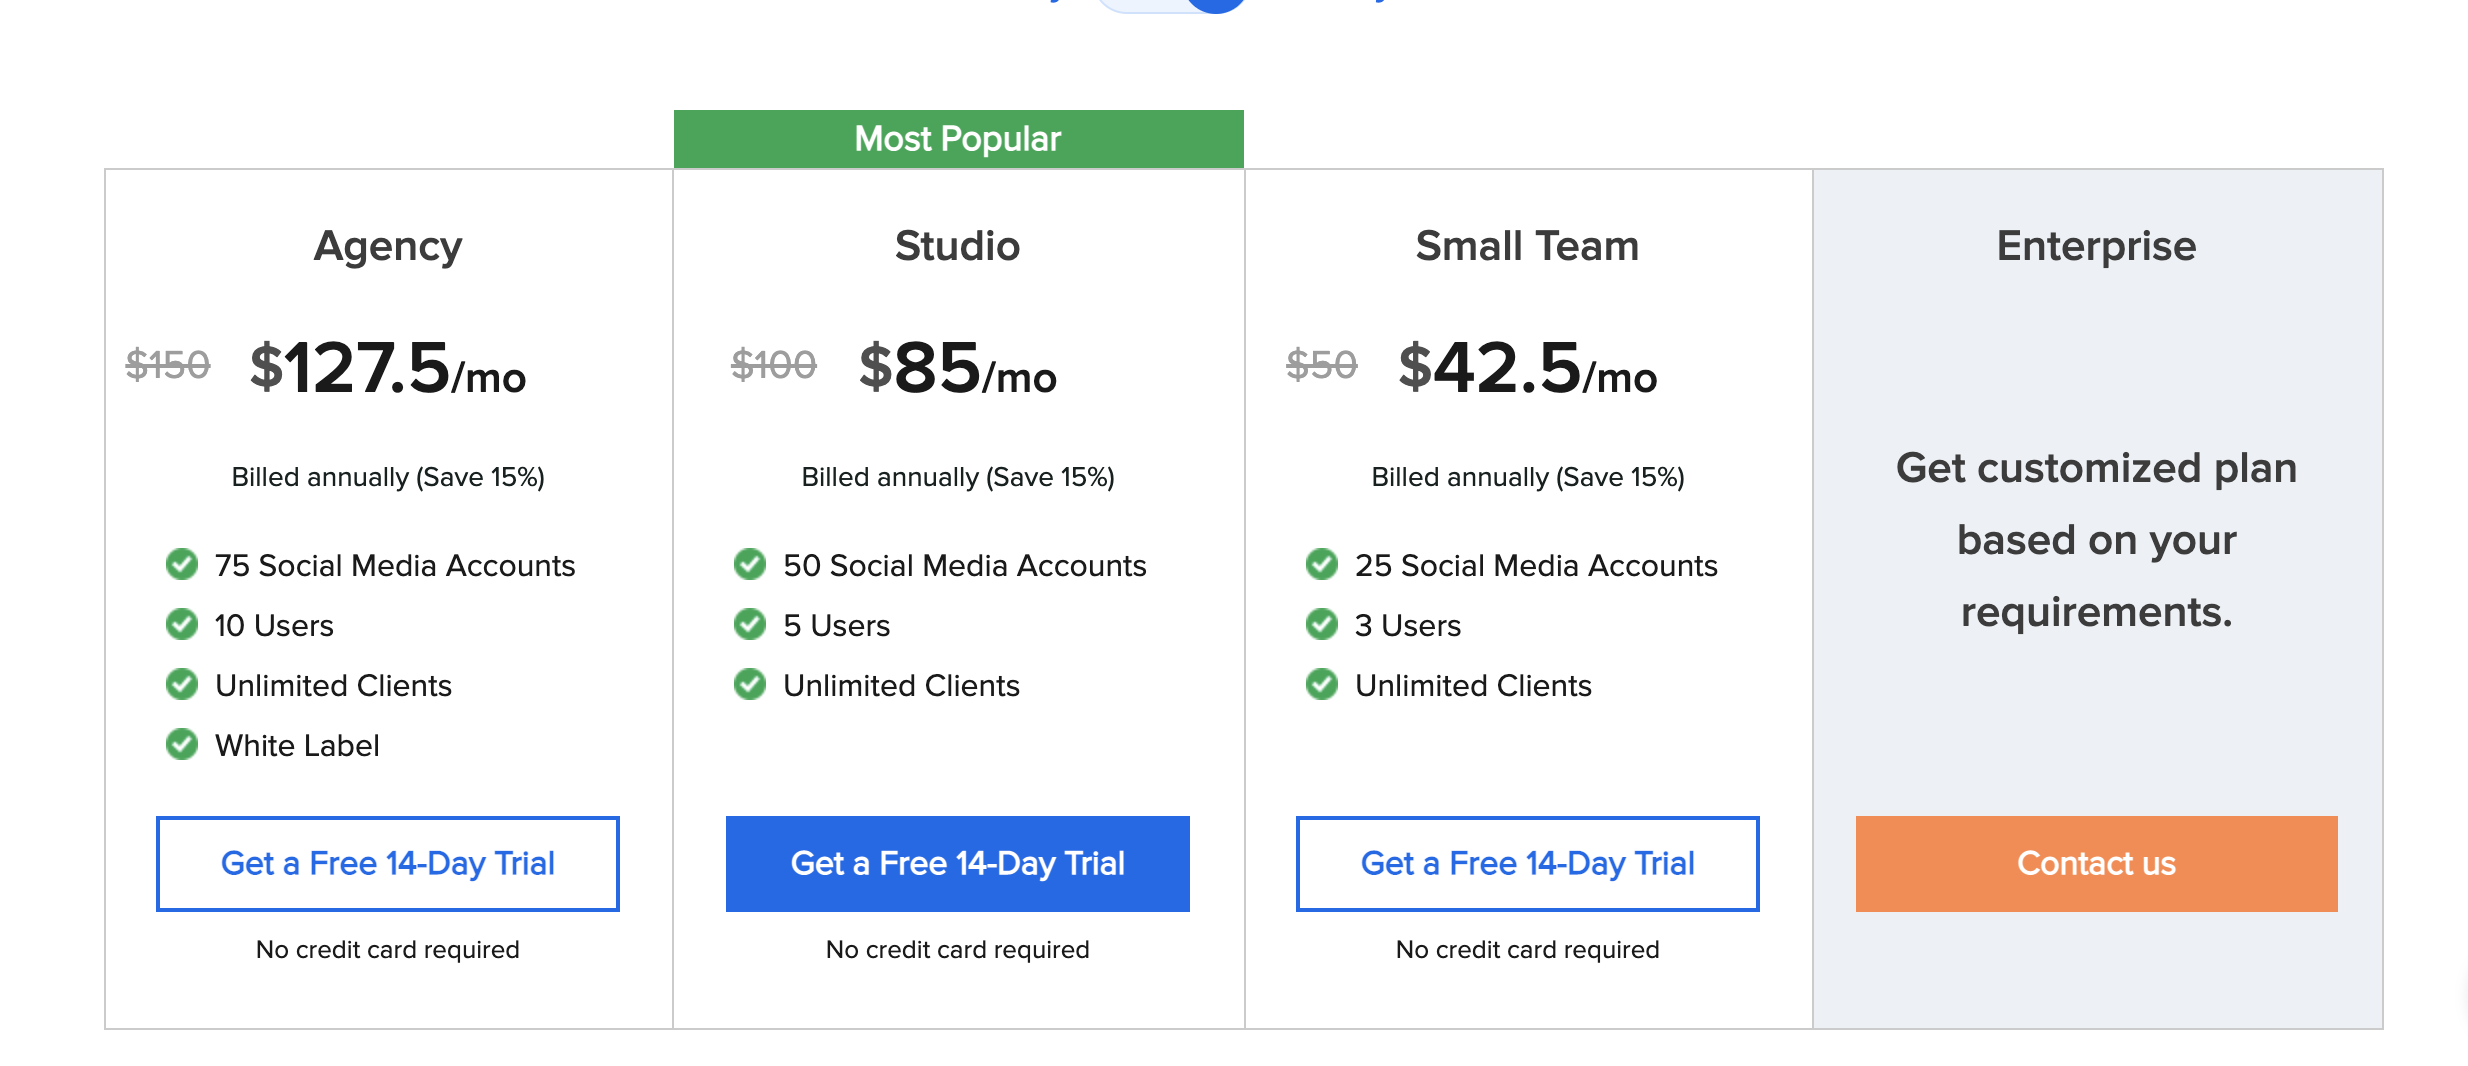 Most Popular
Agency
$150 $127.5/mo
Billed annually (Save 15%)
75 Social Media Accounts
10 Users
Unlimited Clients
White Label
Get a Free 14-Day Trial
No credit card required
Studio
$100 $85/mo
Billed annually (Save 15%)
50 Social Media Accounts
5 Users
Unlimited Clients
Get a Free 14-Day Trial
No credit card required
Small Team
$50 $42.5/mo
Billed annually (Save 15%)
25 Social Media Accounts
3 Users
Unlimited Clients
Get a Free 14-Day Trial
No credit card required
Enterprise
Get customized plan
based on your
requirements.
Contact us